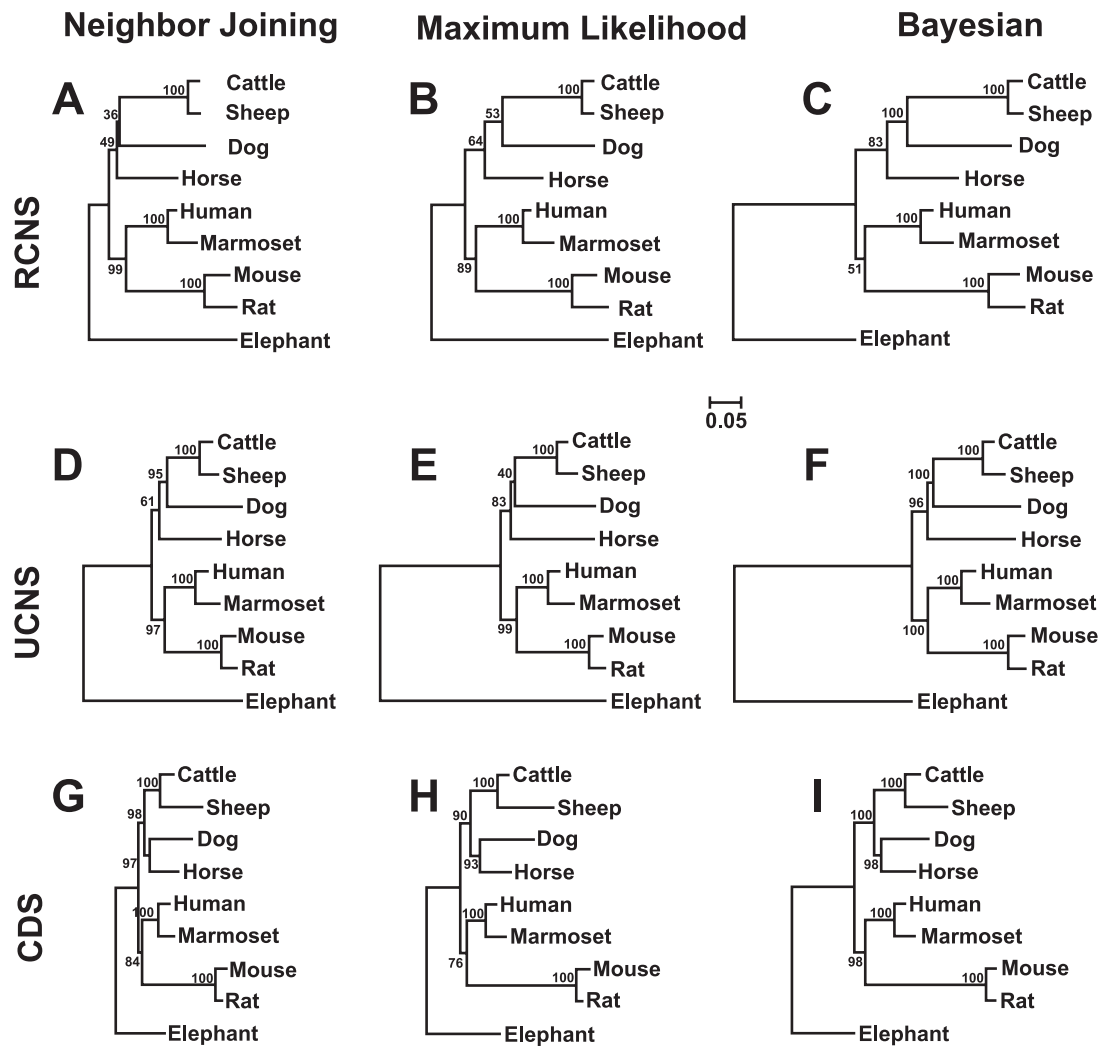 Neighbor Joining Maximum Likelihood Bayesian
RCNS
A
100 Cattle
Sheep
36
Dog
49
Horse
100 Human
Marmoset
99
Mouse
100
Rat
Elephant
B
100 Cattle
Sheep
53
Dog
64
Horse
100 Human
Marmoset
89
Mouse
100
Rat
Elephant
C
100 Cattle
Sheep
100
Dog
83
Horse
100 Human
Marmoset
51
Mouse
100
Rat
Elephant
0.05
UCNS
D
100 Cattle
Sheep
95
Dog
61
Horse
100 Human
Marmoset
97
Mouse
100
Rat
Elephant
E
100 Cattle
Sheep
40
Dog
83
Horse
100 Human
Marmoset
99
Mouse
100
Rat
Elephant
F
100 Cattle
Sheep
100
Dog
96
Horse
100 Human
Marmoset
100
Mouse
100
Rat
Elephant
CDS
G
100 Cattle
Sheep
98
Dog
97
Horse
100 Human
Marmoset
84
Mouse
100
Rat
Elephant
H
100 Cattle
Sheep
90
Dog
93
Horse
100 Human
Marmoset
76
Mouse
100
Rat
Elephant
I
100 Cattle
Sheep
100
Dog
98
Horse
100 Human
Marmoset
98
Mouse
100
Rat
Elephant